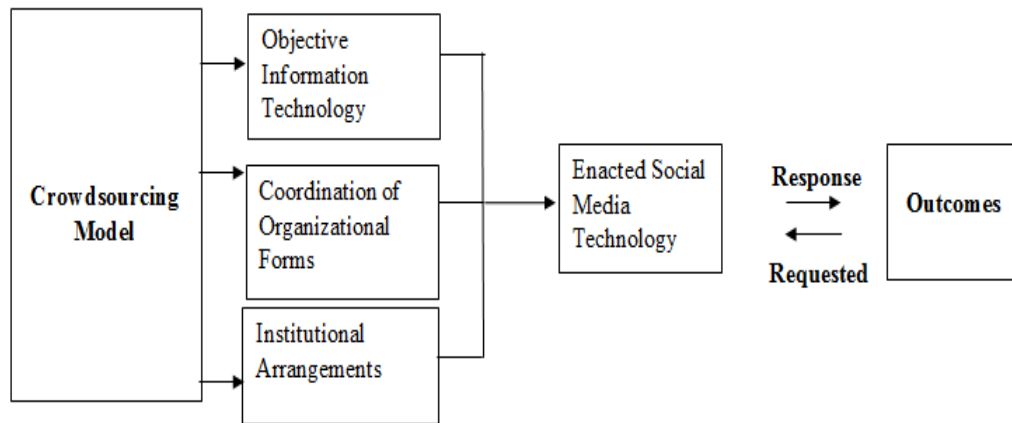 Crowdsourcing
Model
Objective
Information
Technology
Coordination of
Organizational
Forms
Institutional
Arrangements
Enacted Social
Media
Technology
Response
Requested
Outcomes